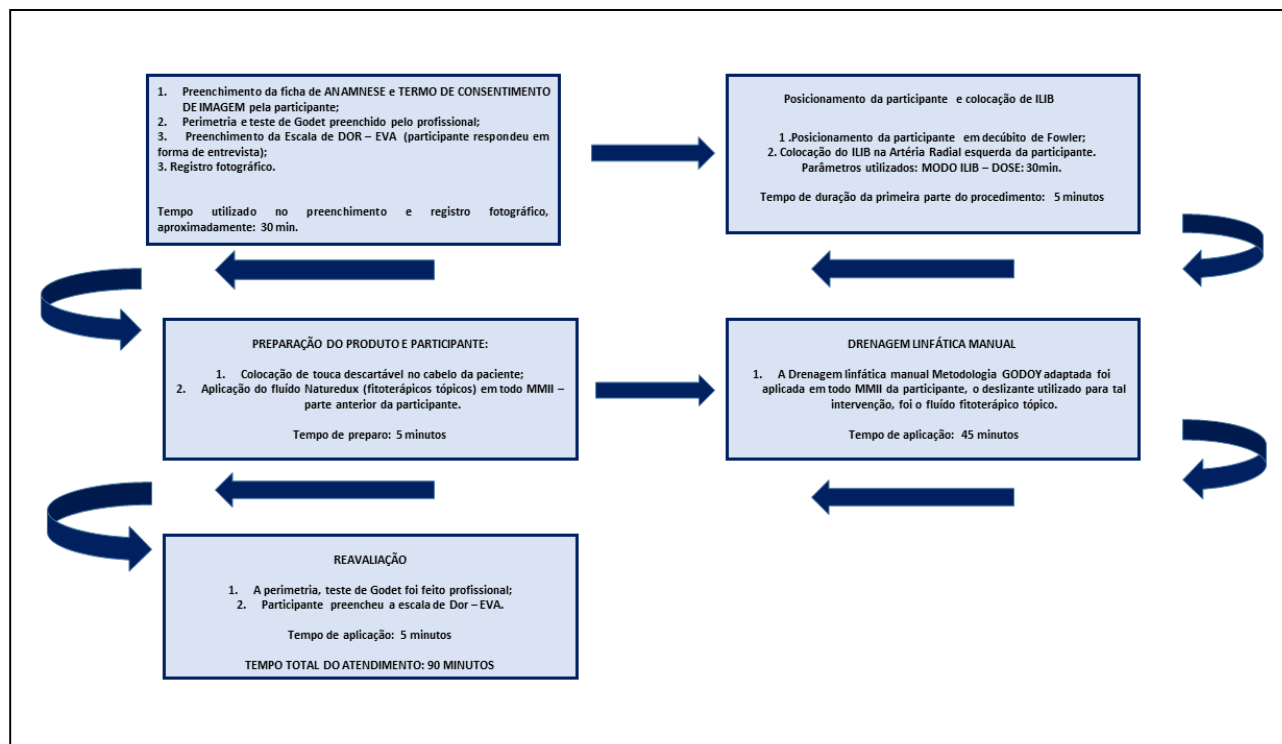 1. Preenchimento da ficha de ANAMNESE e TERMO DE CONSENTIMENTO
DE IMAGEM pela participante;
2. Perimetria e teste de Godet preenchido pelo profissional;
3. Preenchimento da Escala de DOR – EVA (participante respondeu em
forma de entrevista);
3. Registro fotográfico.
Tempo utilizado no preenchimento e registro fotográfico,
aproximadamente: 30 min.
Posicionamento da participante e colocação de ILIB
1 .Posicionamento da participante em decúbito de Fowler;
2. Colocação do ILIB na Artéria Radial esquerda da participante.
Parâmetros utilizados: MODO ILIB – DOSE: 30min.
Tempo de duração da primeira parte do procedimento: 5 minutos
PREPARAÇÃO DO PRODUTO E PARTICIPANTE:
1. Colocação de touca descartável no cabelo da paciente;
2. Aplicação do fluído Naturedux (fitoterápicos tópicos) em todo MMII –
parte anterior da participante.
Tempo de preparo: 5 minutos
DRENAGEM LINFÁTICA MANUAL
1. A Drenagem linfática manual Metodologia GODOY adaptada foi
aplicada em todo MMII da participante, o deslizante utilizado para tal
intervenção, foi o fluído fitoterápico tópico.
Tempo de aplicação: 45 minutos
REAVALIAÇÃO
1. A perimetria, teste de Godet foi feito profissional;
2. Participante preencheu a escala de Dor – EVA.
Tempo de aplicação: 5 minutos
TEMPO TOTAL DO ATENDIMENTO: 90 MINUTOS